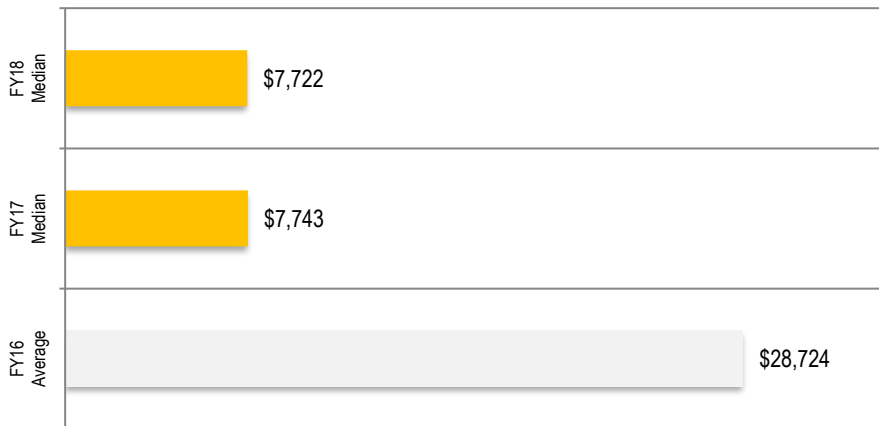 FY18
Median
$7,722
FY17
Median
$7,743
FY16
Average
$28,724